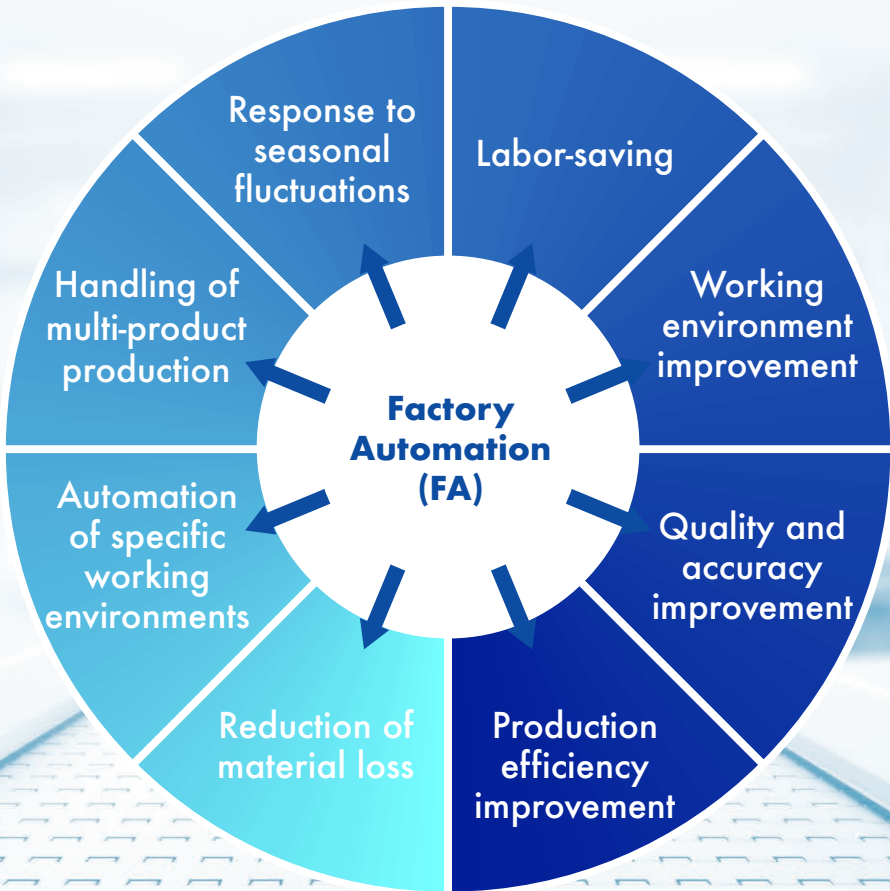 Response to
seasonal
fluctuations
Labor-saving
Handling of
multi-product
production
Working
environment
improvement
Factory
Automation
(FA)
Automation
of specific
working
environments
Quality and
accuracy
improvement
Reduction of
material loss
Production
efficiency
improvement